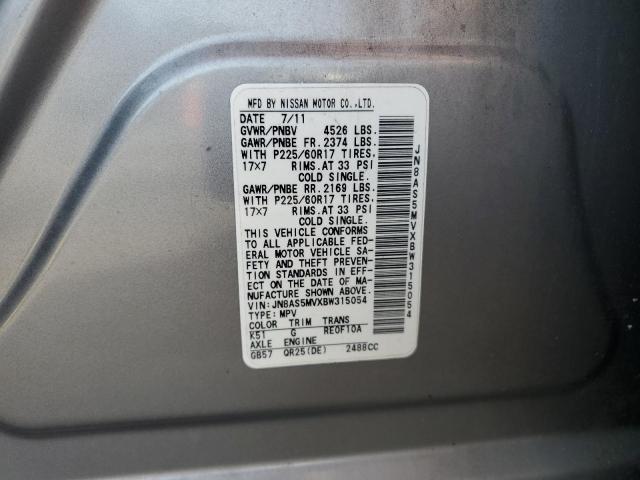 MFD BY NISSAN MOTOR CO.,LTD.
DATE 7/11
GVWR/PNBV 4526 LBS.
GAWR/PNBE FR.2374 LBS.
WITH P225/60R17 TIRES.
17×7 RIMS.AT 33 PSI
COLD SINGLE.
GAWR/PNBE RR.2169 LBS.
WITH P225/60R17 TIRES.
17×7 RIMS.AT 33 PSI
COLD SINGLE.
THIS VEHICLE CONFORMS
TO ALL APPLICABLE FED-
ERAL MOTOR VEHICLE SA-
FETY AND THEFT PREVEN-
TION STANDARDS IN EFF-
ECT ON THE DATE OF MA-
NUFACTURE SHOWN ABOVE.
VIN:JN8AS5MVXBW315054
TYPE:MPV
COLOR TRIM TRANS
K51 G RE0F10A
AXLE ENGINE
GB57 QR25(DE) 2488CC
JN8AS5MVXBW315054